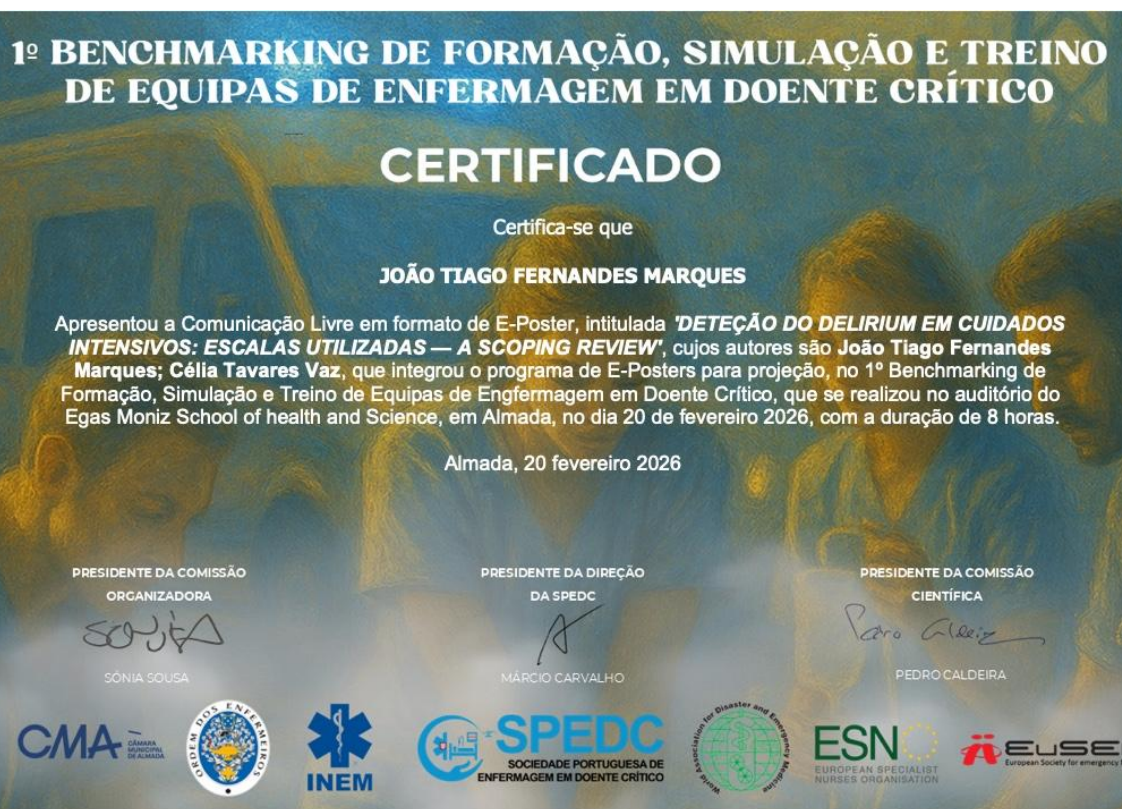 1º BENCHMARKING DE FORMAÇÃO, SIMULAÇÃO E TREINO
DE EQUIPAS DE ENFERMAGEM EM DOENTE CRÍTICO
CERTIFICADO
Certifica-se que
JOÃO TIAGO FERNANDES MARQUES
Apresentou a Comunicação Livre em formato de E-Poster, intitulada "DETEÇÃO DO DELIRIUM EM CUIDADOS
INTENSIVOS: ESCALAS UTILIZADAS — A SCOPING REVIEW", cujos autores são João Tiago Fernandes
Marques; Célia Tavares Vaz, que integrou o programa de E-Posters para projeção, no 1º Benchmarking de
Formação, Simulação e Treino de Equipas de Engfermagem em Doente Crítico, que se realizou no auditório do
Egas Moniz School of health and Science, em Almada, no dia 20 de fevereiro 2026, com a duração de 8 horas.
Almada, 20 fevereiro 2026
PRESIDENTE DA COMISSÃO
ORGANIZADORA
SÓNIA SOUSA
PRESIDENTE DA DIREÇÃO
DA SPEDC
MÁRCIO CARVALHO
PRESIDENTE DA COMISSÃO
CIENTÍFICA
Pedro Caldeira
PEDRO CALDEIRA
CMA
CÂMARA
MUNICIPAL
DE ALMADA
ORDEM DOS ENFERMEIROS
INEM
SPEDC
SOCIEDADE PORTUGUESA DE
ENFERMAGEM EM DOENTE CRÍTICO
World Association for Disaster and Emergency Medicine
ESNO
EUROPEAN SPECIALIST
NURSES ORGANISATION
EUSE
European Society for emergency